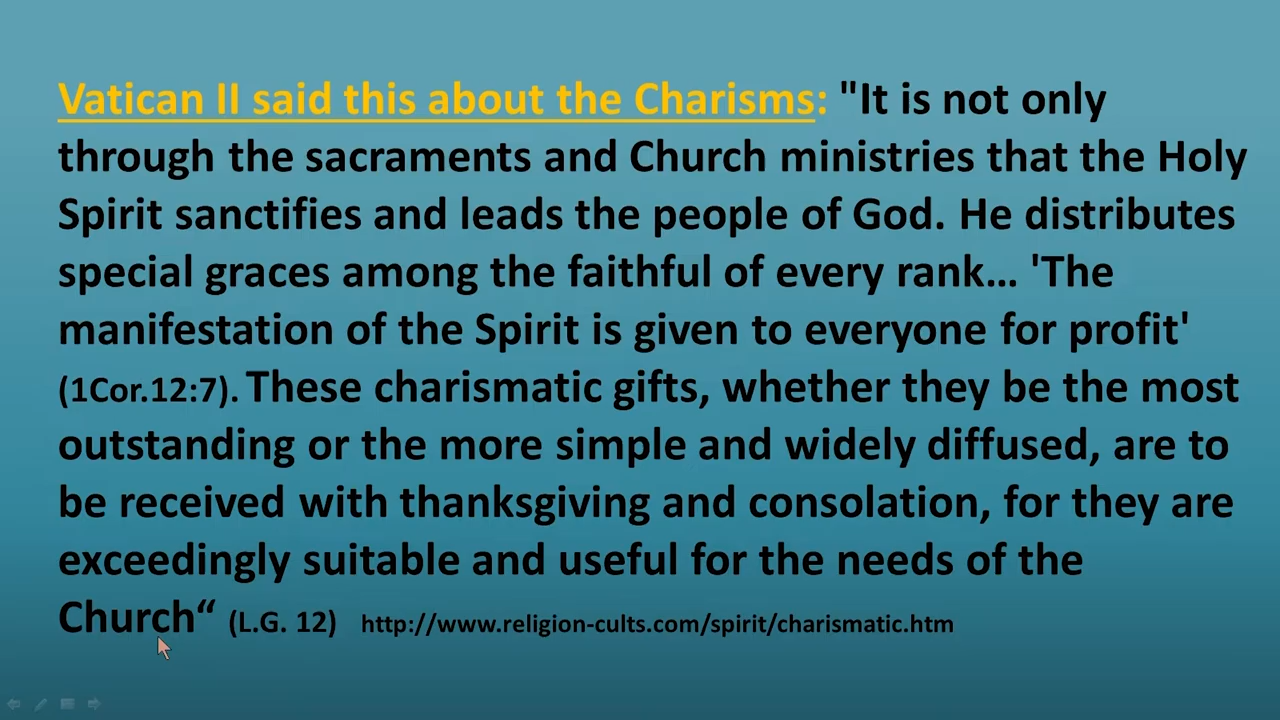 Vatican II said this about the Charisms: "It is not only
through the sacraments and Church ministries that the Holy
Spirit sanctifies and leads the people of God. He distributes
special graces among the faithful of every rank... 'The
manifestation of the Spirit is given to everyone for profit'
(1Cor.12:7). These charismatic gifts, whether they be the most
outstanding or the more simple and widely diffused, are to
be received with thanksgiving and consolation, for they are
exceedingly suitable and useful for the needs of the
Church“ (L.G. 12) http://www.religion-cults.com/spirit/charismatic.htm